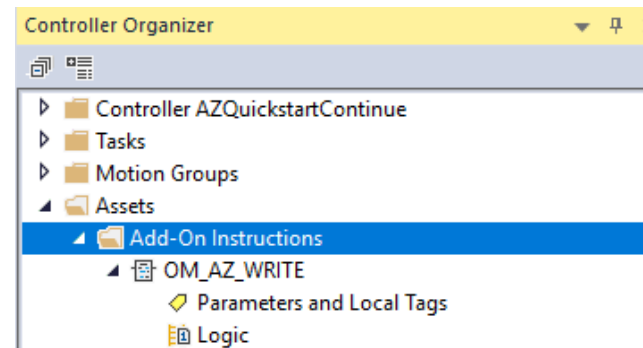 Controller Organizer
Controller AZQuickstartContinue
Tasks
Motion Groups
Assets
Add-On Instructions
OM_AZ_WRITE
Parameters and Local Tags
Logic